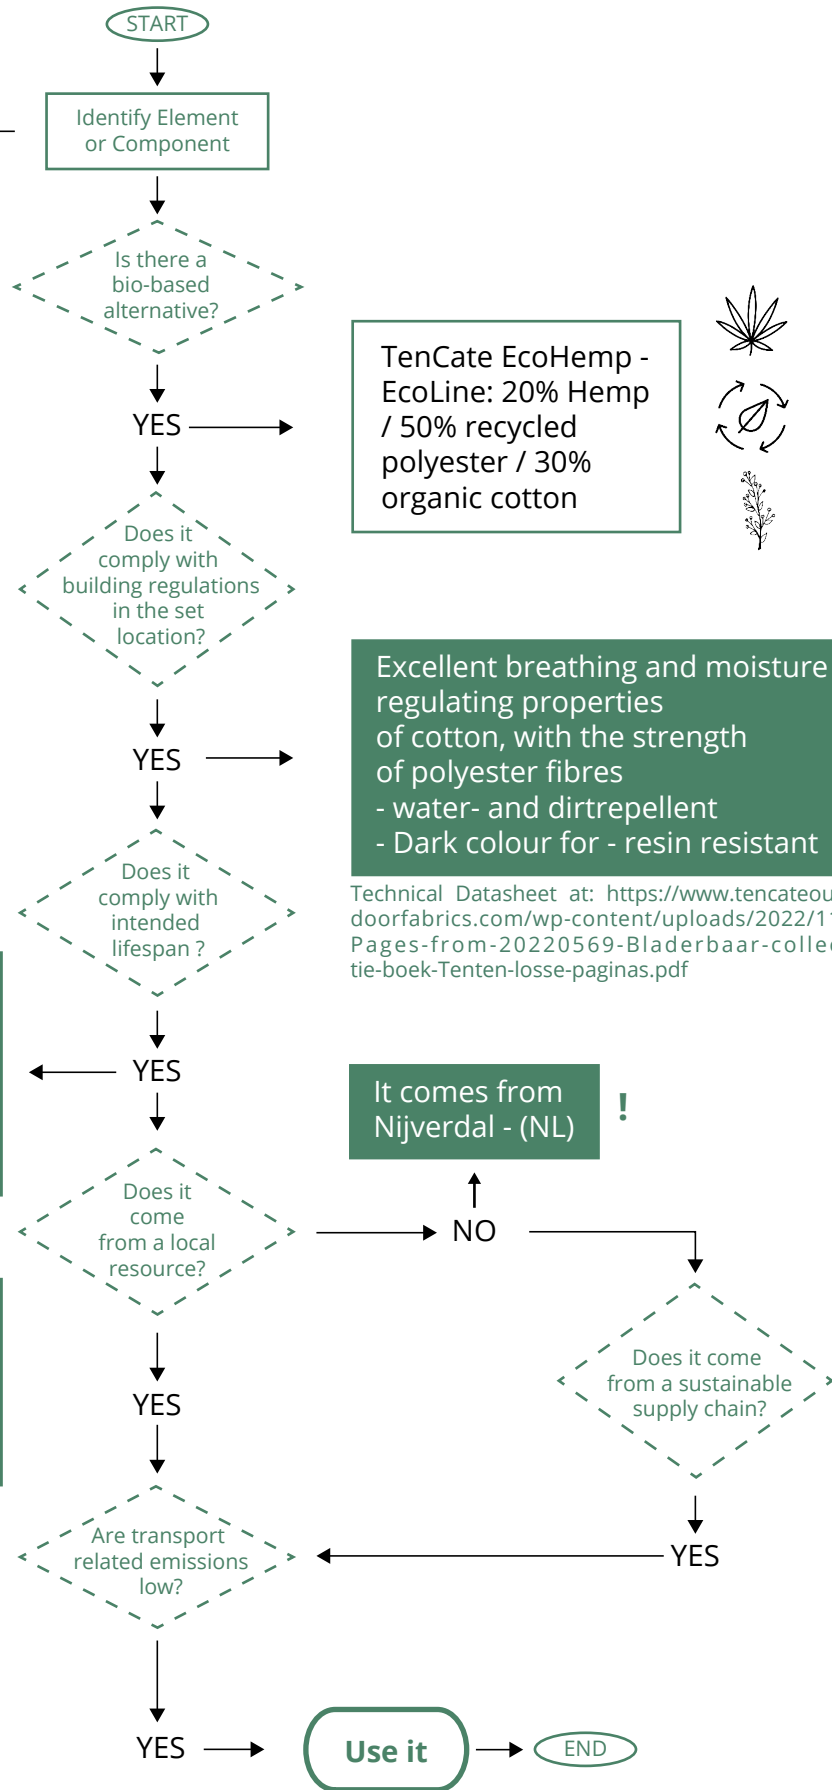 START
Identify Element
or Component
Is there a
bio-based
alternative?
YES
TenCate EcoHemp -
EcoLine: 20% Hemp
/ 50% recycled
polyester / 30%
organic cotton
Does it
comply with
building regulations
in the set
location?
YES
Excellent breathing and moisture
regulating properties
of cotton, with the strength
of polyester fibres
- water- and dirtrepellent
- Dark colour for - resin resistant
Technical Datasheet at: https://www.tencateou
doorfabrics.com/wp-content/uploads/2022/11
Pages-from-20220569-Bladerbaar-collec
tie-boek-Tenten-losse-paginas.pdf
Does it
comply with
intended
lifespan ?
YES
It comes from
Nijverdal - (NL)
!
Does it
come
from a local
resource?
NO
Does it come
from a sustainable
supply chain?
YES
Are transport
related emissions
low?
YES
YES
Use it
END